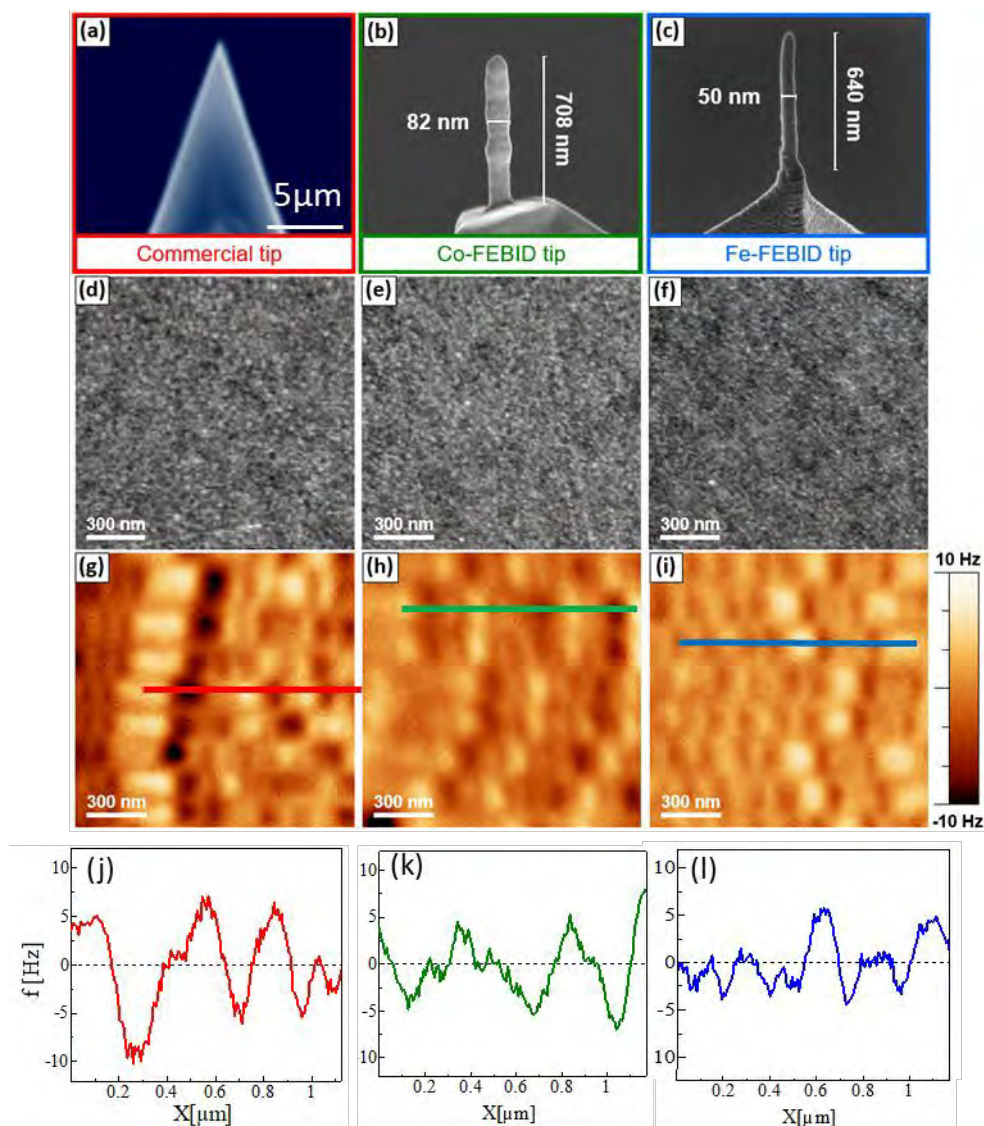 (a)
5μm
Commercial tip
(b)
82 nm
708 nm
Co-FEBID tip
(c)
50 nm
640 nm
Fe-FEBID tip
(d)
300 nm
(e)
300 nm
(f)
300 nm
(g)
300 nm
(h)
300 nm
(i)
300 nm
10 Hz
-10 Hz
(j)
f [Hz]
10
5
0
-5
-10
0.2 0.4 0.6 0.8 1
X[μm]
(k)
10
5
0
5
10
0.2 0.4 0.6 0.8 1
X[μm]
(l)
10
5
0
5
10
0.2 0.4 0.6 0.8 1
X[μm]